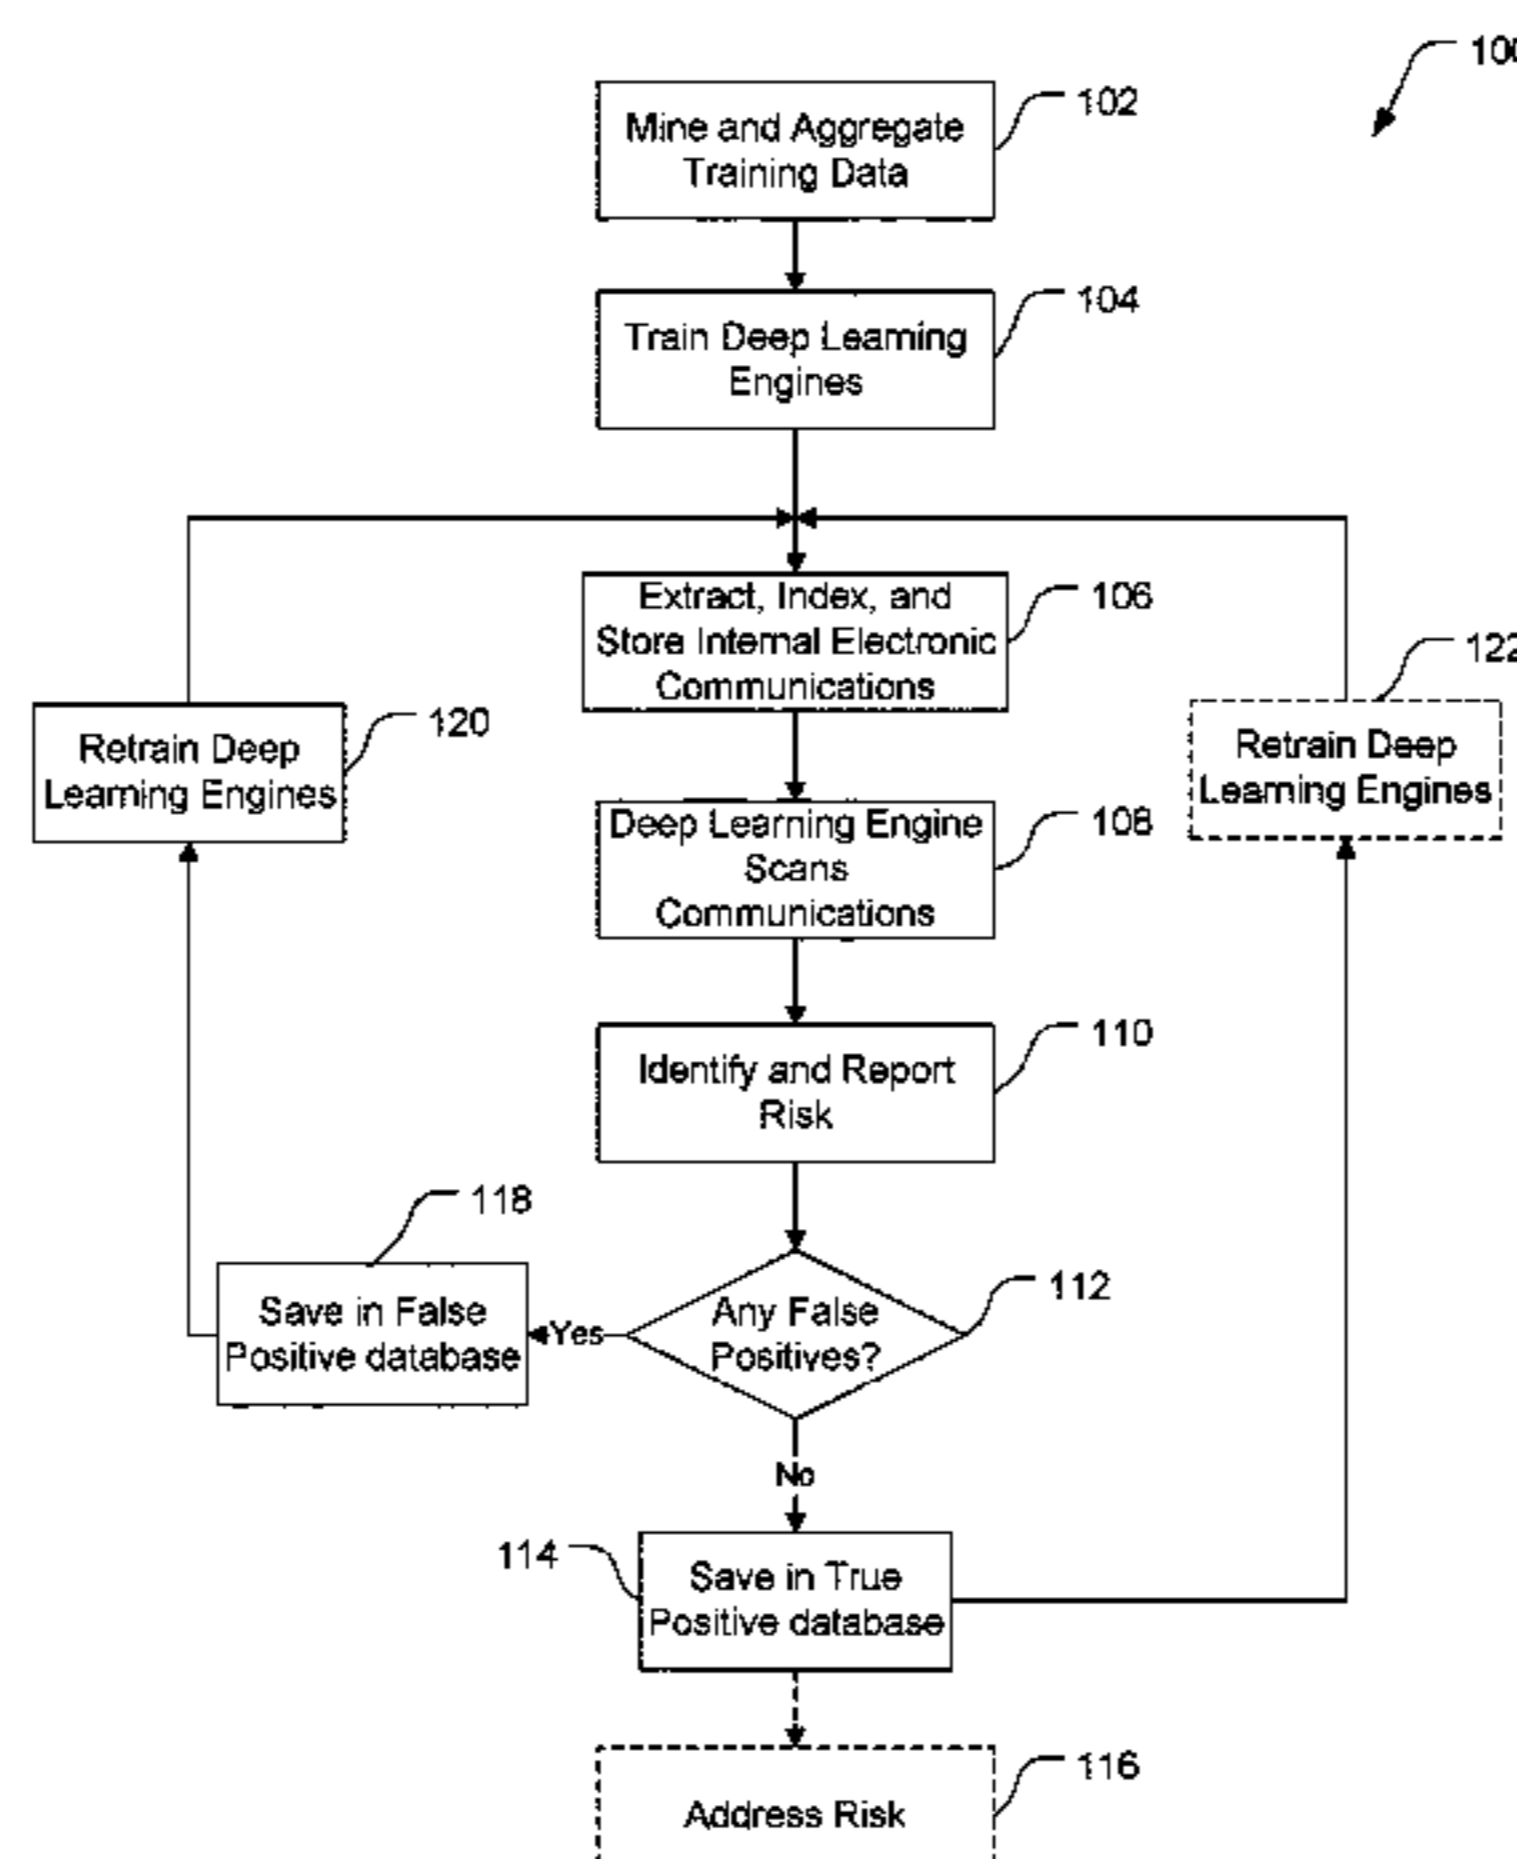 100
102
Mine and Aggregate
Training Data
104
Train Deep Learning
Engines
106
Extract, Index, and
Store Internal Electronic
Communications
122
120
Retrain Deep
Learning Engines
Retrain Deep
Learning Engines
108
Deep Learning Engine
Scans
Communications
110
Identify and Report
Risk
118
112
Save in False
Positive database
Yes
Any False
Positives?
No
114
Save in True
Positive database
116
Address Risk